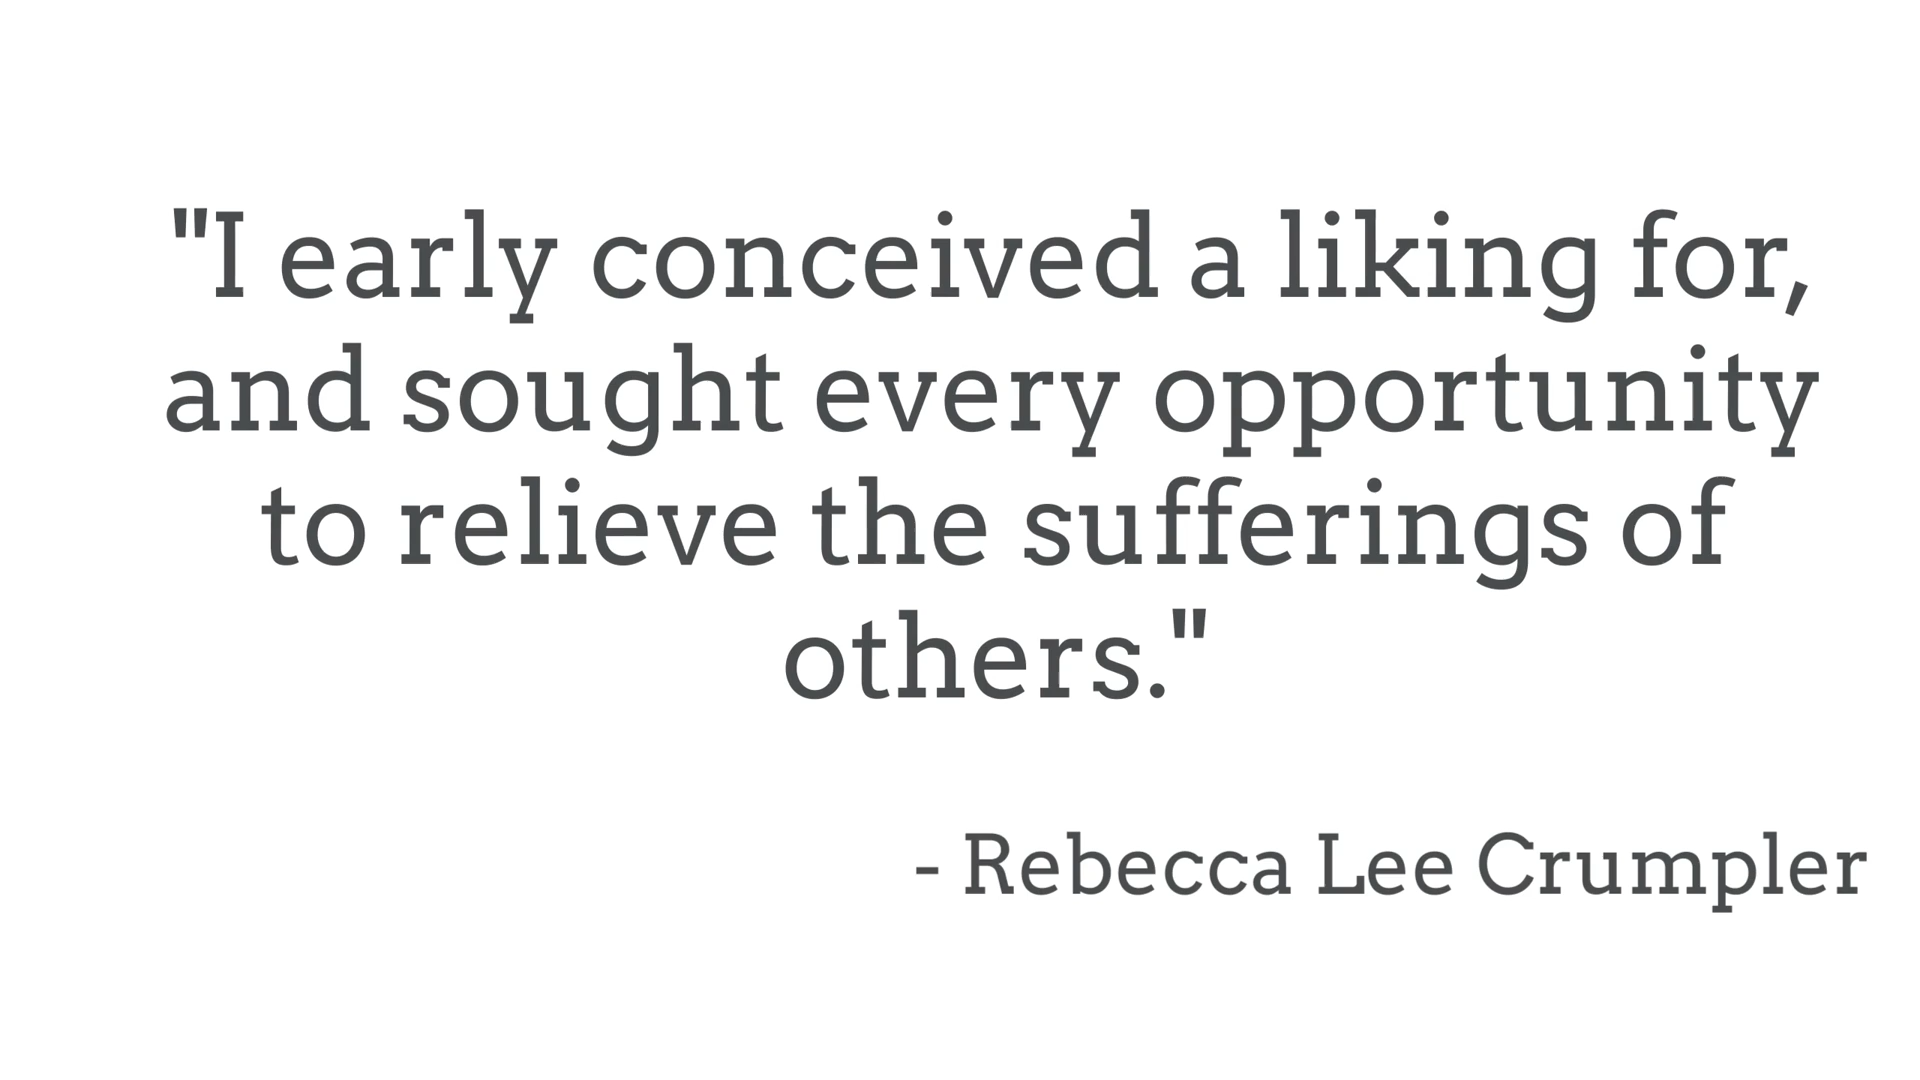 "I early conceived a liking for,
and sought every opportunity
to relieve the sufferings of
others."
- Rebecca Lee Crumpler